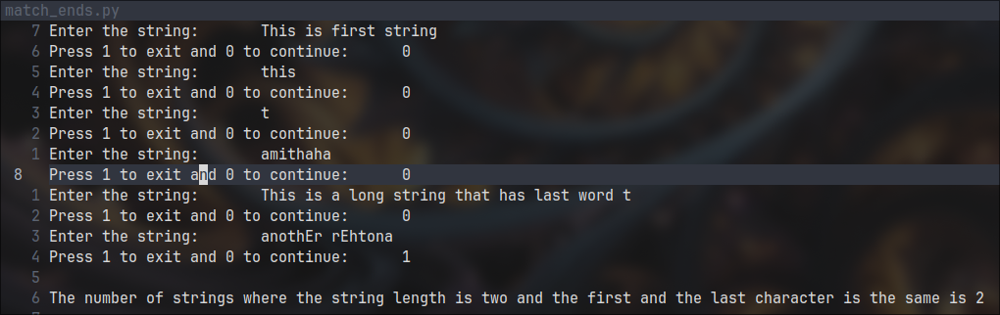 match_ends.py
7 Enter the string: This is first string
6 Press 1 to exit and 0 to continue: 0
5 Enter the string: this
4 Press 1 to exit and 0 to continue: 0
3 Enter the string: t
2 Press 1 to exit and 0 to continue: 0
1 Enter the string: amithaha
8 Press 1 to exit and 0 to continue: 0
1 Enter the string: This is a long string that has last word t
2 Press 1 to exit and 0 to continue: 0
3 Enter the string: anothEr rEhtona
4 Press 1 to exit and 0 to continue: 1
5
6 The number of strings where the string length is two and the first and the last character is the same is 2